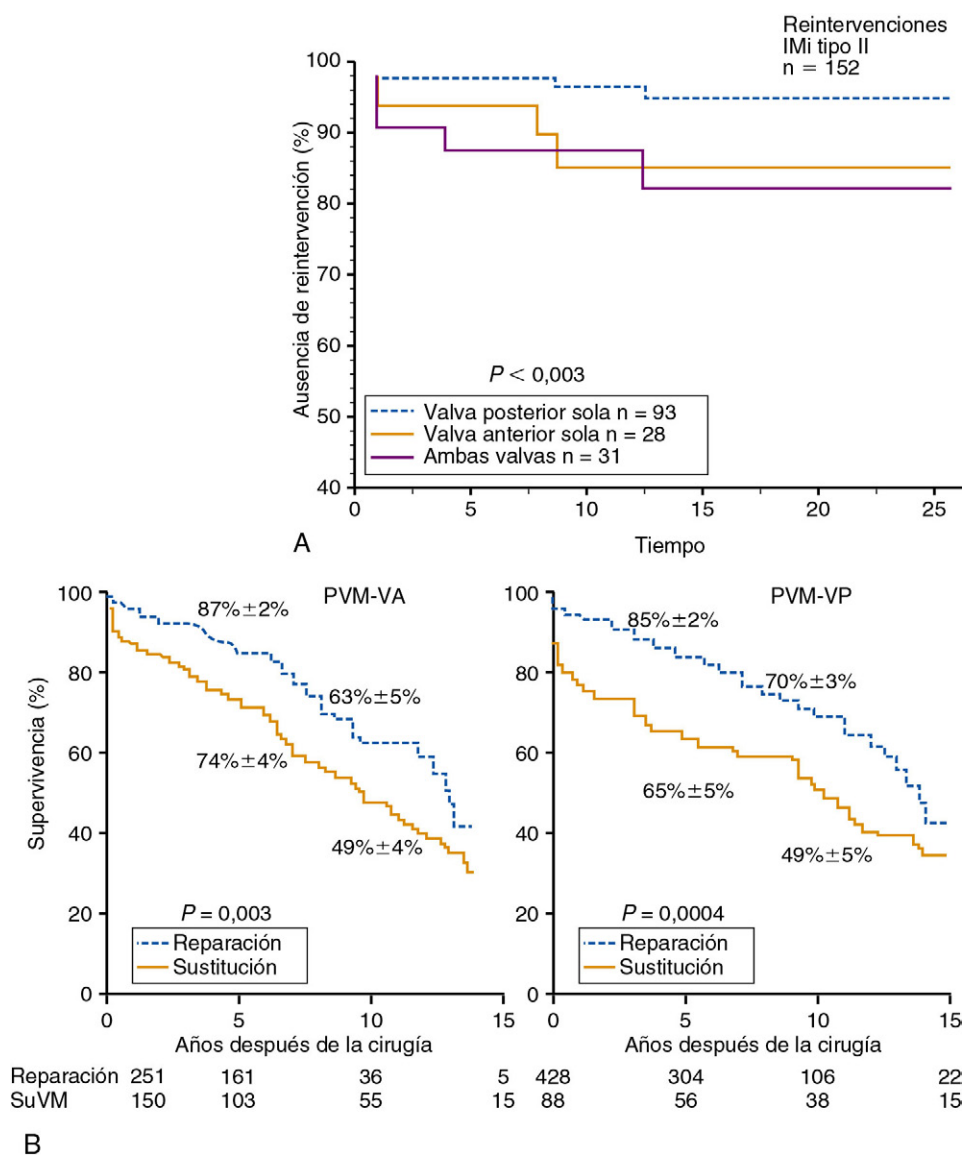 Reintervenciones
IMi tipo II
n = 152
Ausencia de reintervención (%)
100
90
80
70
60
50
40
P < 0,003
Valva posterior sola n = 93
Valva anterior sola n = 28
Ambas valvas n = 31
0 5 10 15 20 25
A Tiempo
PVM-VA
Supervivencia (%)
100
80
60
40
20
0
87%±2%
63%±5%
74%±4%
49%±4%
P = 0,003
Reparación
Sustitución
0 5 10 15
Años después de la cirugía
PVM-VP
100
80
60
40
20
0
85%±2%
70%±3%
65%±5%
49%±5%
P = 0,0004
Reparación
Sustitución
0 5 10 15
Años después de la cirugía
Reparación 251 161 36 5 428 304 106 22
SuVM 150 103 55 15 88 56 38 15
B